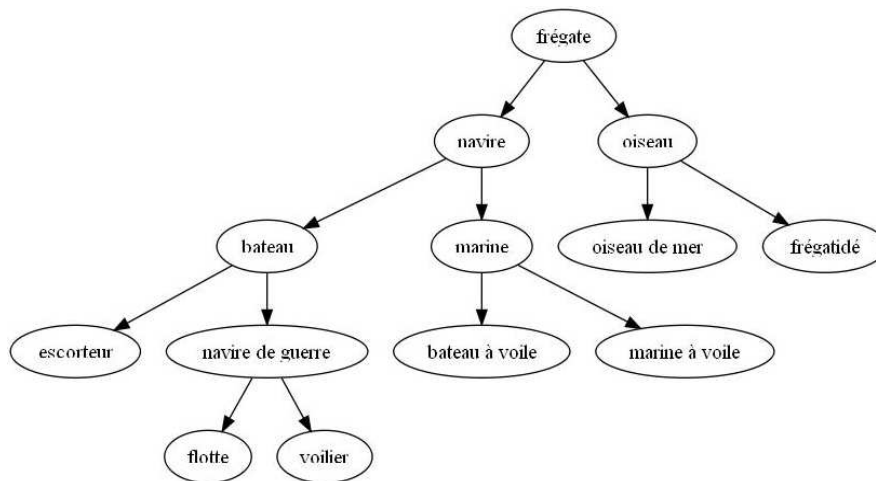 frégate
navire
oiseau
bateau
marine
oiseau de mer
frégatidé
escorteur
navire de guerre
bateau à voile
marine à voile
flotte
voilier